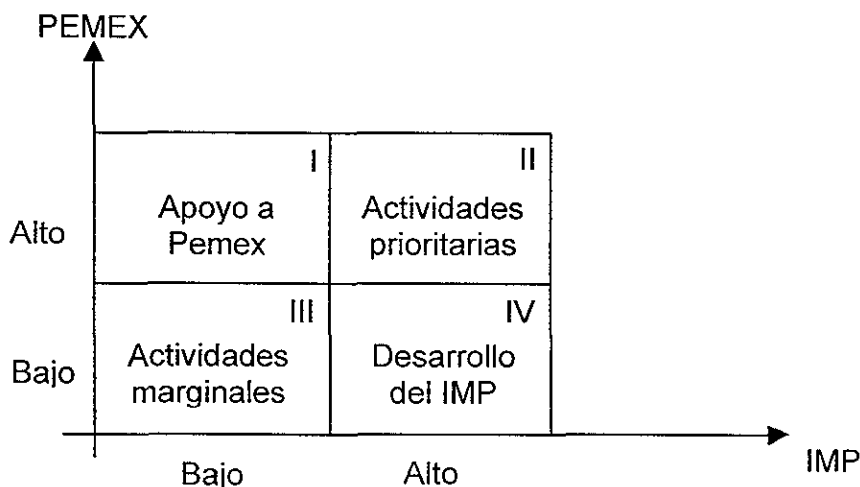 PEMEX
I
II
Alto
Apoyo a
Pemex
Actividades
prioritarias
III
IV
Bajo
Actividades
marginales
Desarrollo
del IMP
Bajo
Alto
IMP